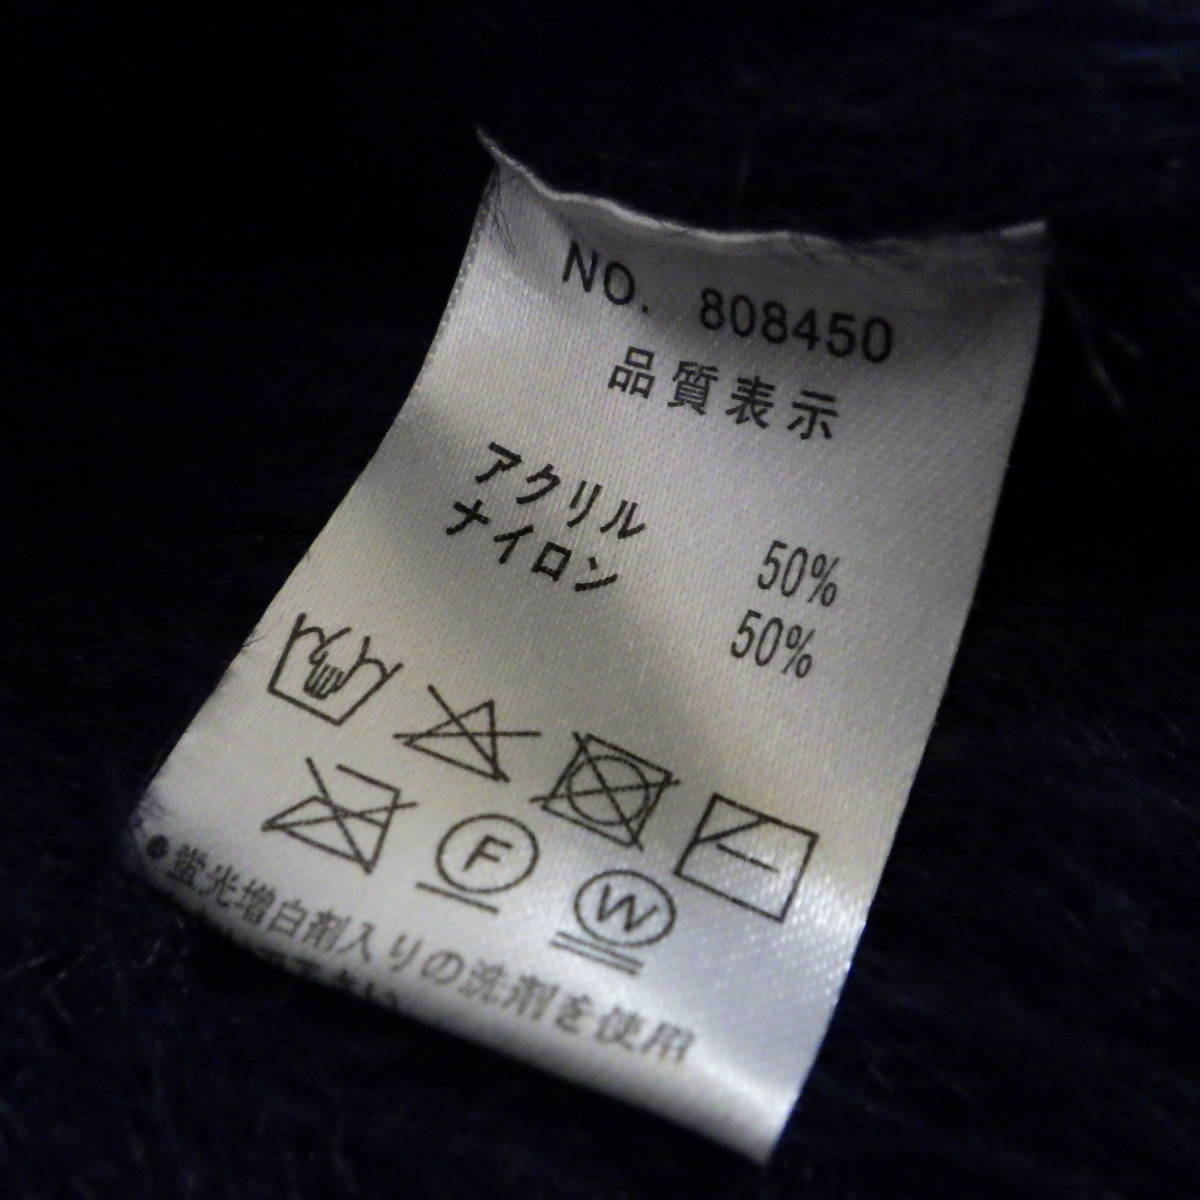 NO. 808450
品質表示
アクリル 50%
ナイロン 50%
F
W
●蛍光増白剤入りの洗剤を使用